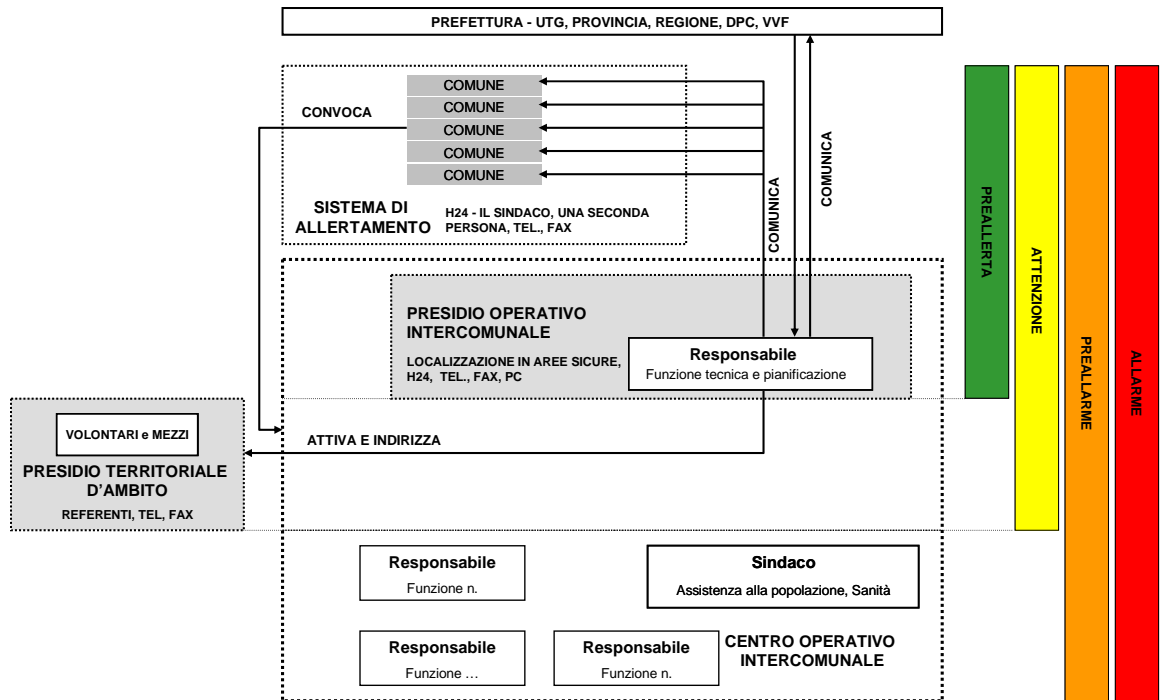 PREFETTURA - UTG, PROVINCIA, REGIONE, DPC, VVF
COMUNE
COMUNE
COMUNE
COMUNE
COMUNE
CONVOCA
SISTEMA DI
ALLERTAMENTO
H24 - IL SINDACO, UNA SECONDA
PERSONA, TEL., FAX
COMUNICA
COMUNICA
PRESIDIO OPERATIVO
INTERCOMUNALE
LOCALIZZAZIONE IN AREE SICURE,
H24, TEL., FAX, PC
Responsabile
Funzione tecnica e pianificazione
ATTIVA E INDIRIZZA
VOLONTARI e MEZZI
PRESIDIO TERRITORIALE
D'AMBITO
REFERENTI, TEL, FAX
Responsabile
Funzione n.
Sindaco
Assistenza alla popolazione, Sanità
Responsabile
Funzione ...
Responsabile
Funzione n.
CENTRO OPERATIVO
INTERCOMUNALE
PREALLERTA
ATTENZIONE
PREALLARME
ALLARME